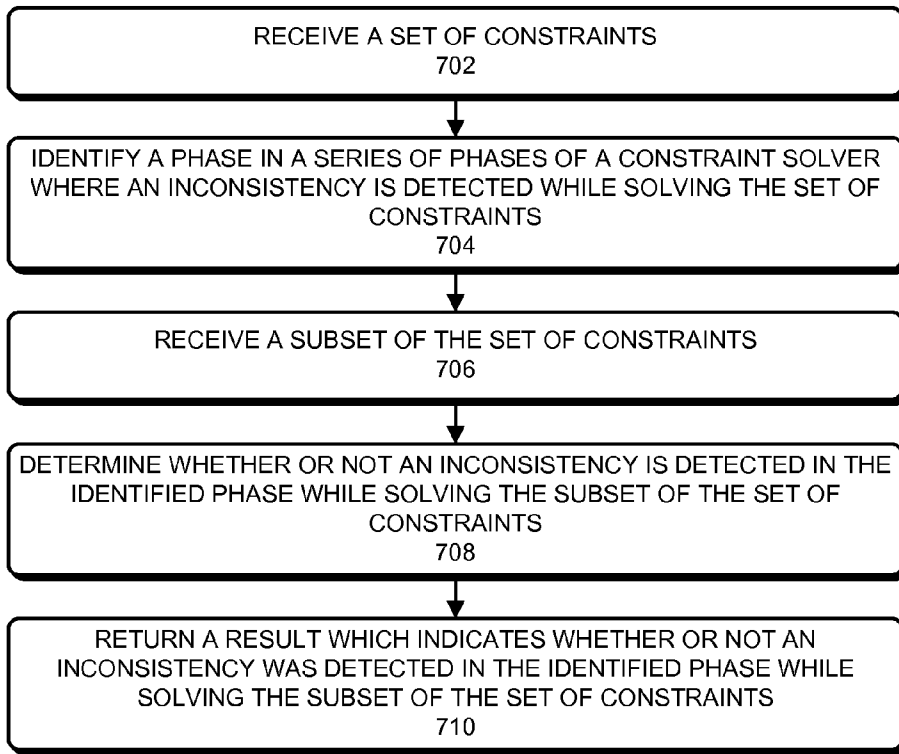 RECEIVE A SET OF CONSTRAINTS
702
IDENTIFY A PHASE IN A SERIES OF PHASES OF A CONSTRAINT SOLVER
WHERE AN INCONSISTENCY IS DETECTED WHILE SOLVING THE SET OF
CONSTRAINTS
704
RECEIVE A SUBSET OF THE SET OF CONSTRAINTS
706
DETERMINE WHETHER OR NOT AN INCONSISTENCY IS DETECTED IN THE
IDENTIFIED PHASE WHILE SOLVING THE SUBSET OF THE SET OF
CONSTRAINTS
708
RETURN A RESULT WHICH INDICATES WHETHER OR NOT AN
INCONSISTENCY WAS DETECTED IN THE IDENTIFIED PHASE WHILE
SOLVING THE SUBSET OF THE SET OF CONSTRAINTS
710